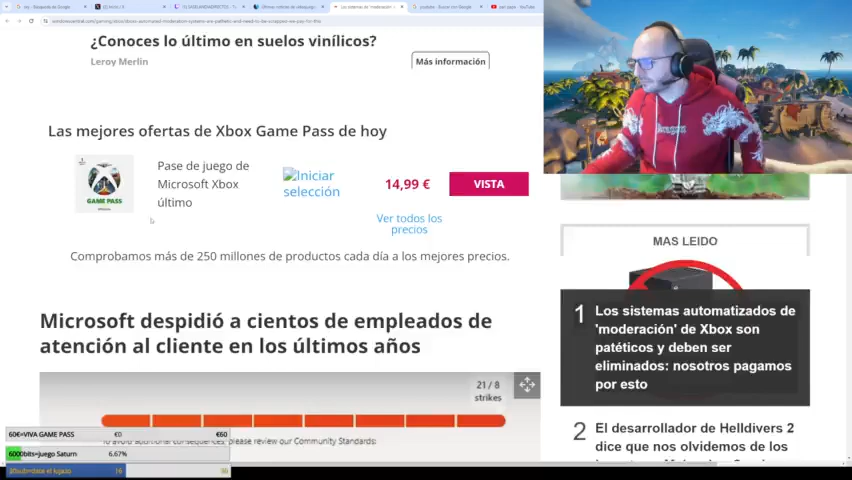 ¿Conoces lo último en suelos vinílicos?
Leroy Merlin
Más información
Las mejores ofertas de Xbox Game Pass de hoy
Pase de juego de
Microsoft Xbox
último
GAME PASS
Iniciar
selección
14,99 €
VISTA
Ver todos los
precios
Comprobamos más de 250 millones de productos cada día a los mejores precios.
Microsoft despidió a cientos de empleados de
atención al cliente en los últimos años
21 / 8
strikes
to avoid additional consequences, please review our Community Standards:
60€=VIVA GAME PASS €0 €60
6000bits=juego Saturn 6.67%
MAS LEIDO
1 Los sistemas automatizados de
'moderación' de Xbox son
patéticos y deben ser
eliminados: nosotros pagamos
por esto
2 El desarrollador de Helldivers 2
dice que nos olvidemos de los